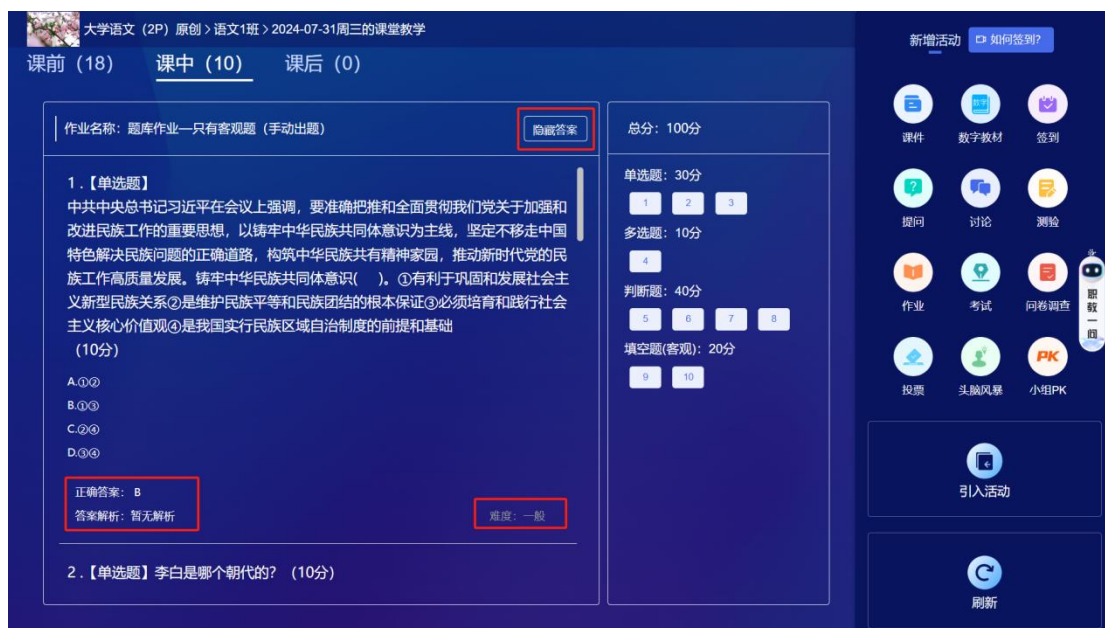 大学语文（2P）原创 > 语文1班 > 2024-07-31周三的课堂教学
课前（18）
课中（10）
课后（0）
作业名称：题库作业—只有客观题（手动出题）
隐藏答案
1 .【单选题】
中共中央总书记习近平在会议上强调，要准确把推和全面贯彻我们党关于加强和
改进民族工作的重要思想，以铸牢中华民族共同体意识为主线，坚定不移走中国
特色解决民族问题的正确道路，构筑中华民族共有精神家园，推动新时代党的民
族工作高质量发展。铸牢中华民族共同体意识(　)。①有利于巩固和发展社会主
义新型民族关系②是维护民族平等和民族团结的根本保证③必须培育和践行社会
主义核心价值观④是我国实行民族区域自治制度的前提和基础
（10分）
A.①②
B.①③
C.②④
D.③④
正确答案： B
答案解析：暂无解析
难度：一般
2 .【单选题】李白是哪个朝代的？（10分）
总分：100分
单选题：30分
1 2 3
多选题：10分
4
判断题：40分
5 6 7 8
填空题(客观)：20分
9 10
新增活动
如何签到?
课件 数字教材 签到
数字
提问 讨论 测验
作业 考试 问卷调查
投票 头脑风暴 小组PK
PK
职教一问
引入活动
刷新